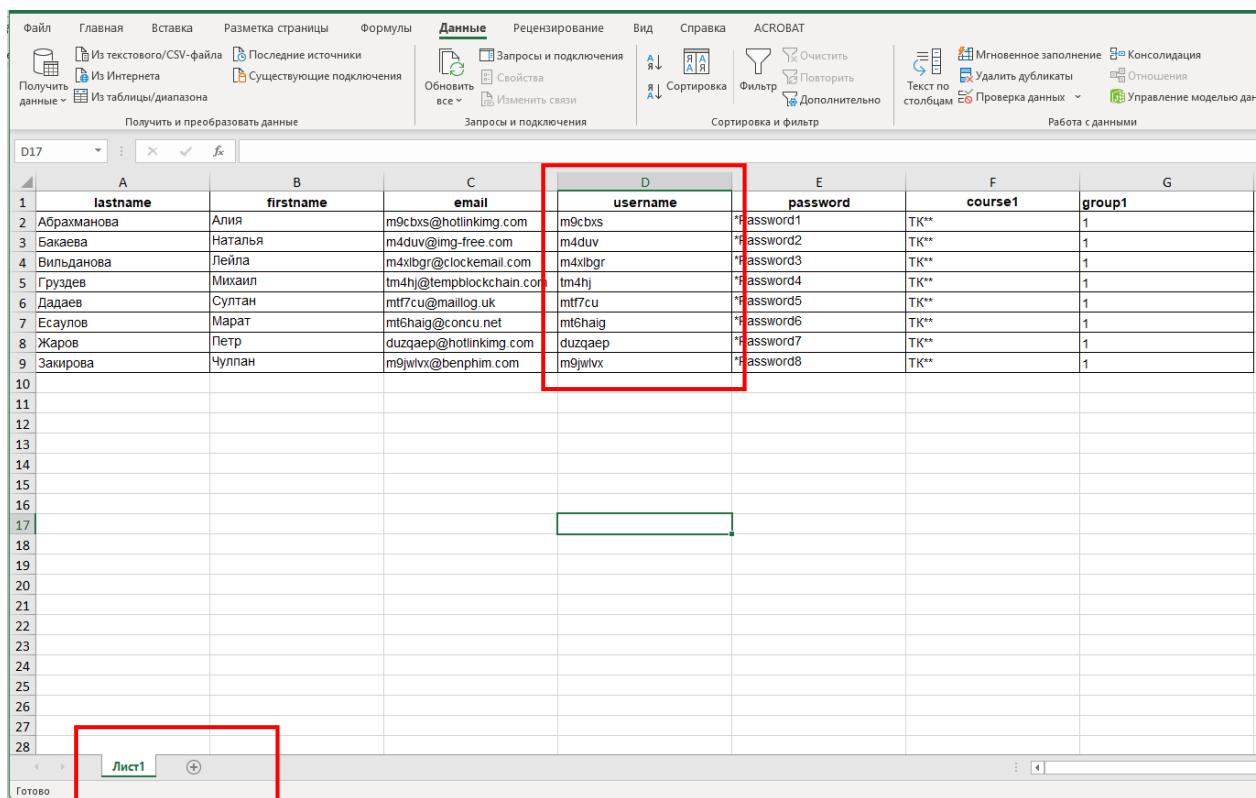 Файл Главная Вставка Разметка страницы Формулы Данные Рецензирование Вид Справка ACROBAT
Получить данные
Из текстового/CSV-файла
Из Интернета
Из таблицы/диапазона
Последние источники
Существующие подключения
Получить и преобразовать данные
Обновить все
Запросы и подключения
Свойства
Изменить связи
Запросы и подключения
Сортировка
Фильтр
Очистить
Повторить
Дополнительно
Сортировка и фильтр
Текст по столбцам
Мгновенное заполнение
Удалить дубликаты
Проверка данных
Консолидация
Отношения
Управление моделью дан
Работа с данными
D17 fx
A B C D E F G
1 lastname firstname email username password course1 group1
2 Абрахманова Алия m9cbxs@hotlinkimg.com m9cbxs *Password1 ТК** 1
3 Бакаева Наталья m4duv@img-free.com m4duv *Password2 ТК** 1
4 Вильданова Лейла m4xlbgr@clockemail.com m4xlbgr *Password3 ТК** 1
5 Груздев Михаил tm4hj@tempblockchain.com tm4hj *Password4 ТК** 1
6 Дадаев Султан mtf7cu@maillog.uk mtf7cu *Password5 ТК** 1
7 Есаулов Марат mt6haig@concu.net mt6haig *Password6 ТК** 1
8 Жаров Петр duzqaep@hotlinkimg.com duzqaep *Password7 ТК** 1
9 Закирова Чулпан m9jwlvx@benphim.com m9jwlvx *Password8 ТК** 1
10
11
12
13
14
15
16
17
18
19
20
21
22
23
24
25
26
27
28
Лист1
Готово